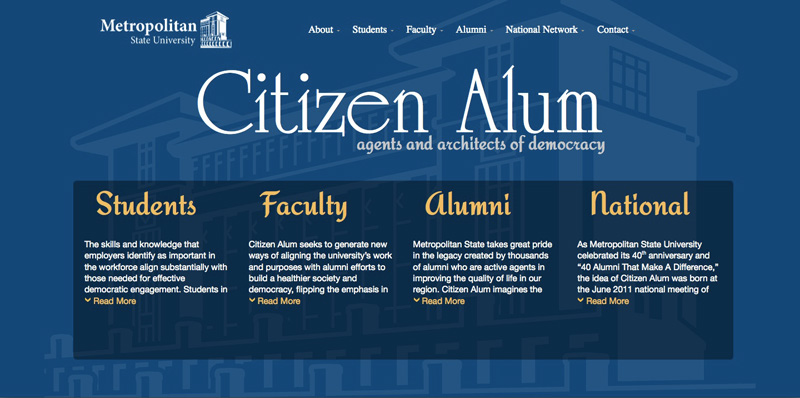 Metropolitan
State University
About
Students
Faculty
Alumni
National Network
Contact
Citizen Alum
agents and architects of democracy
Students
The skills and knowledge that
employers identify as important in
the workforce align substantially with
those needed for effective
democratic engagement. Students in
Read More
Faculty
Citizen Alum seeks to generate new
ways of aligning the university's work
and purposes with alumni efforts to
build a healthier society and
democracy, flipping the emphasis in
Read More
Alumni
Metropolitan State takes great pride
in the legacy created by thousands
of alumni who are active agents in
improving the quality of life in our
region. Citizen Alum imagines the
Read More
National
As Metropolitan State University
celebrated its 40th anniversary and
“40 Alumni That Make A Difference,”
the idea of Citizen Alum was born at
the June 2011 national meeting of
Read More